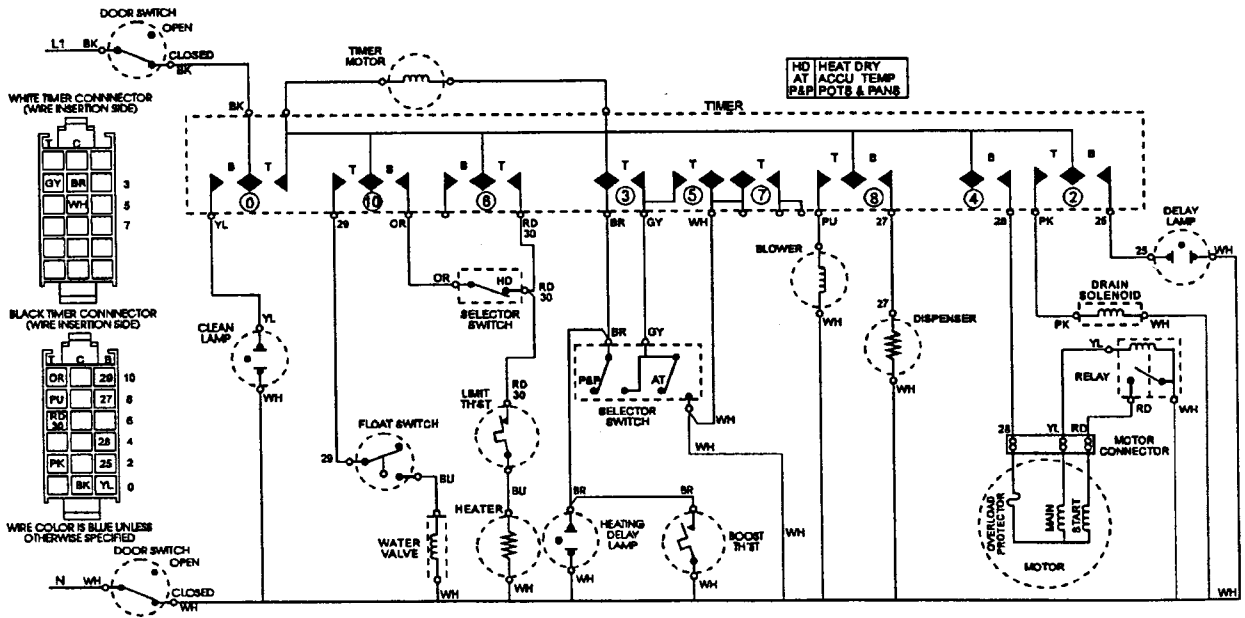 DOOR SWITCH
OPEN
L1 BK
CLOSED
BK
TIMER
MOTOR
HD HEAT DRY
AT ACCU TEMP
P&P POTS & PANS
WHITE TIMER CONNNECTOR
(WIRE INSERTION SIDE)
T C
GY BR 3
WH 5
7
BK
TIMER
B T
0
T B
10
B T
6
T
3
T
5
T
7
T B
8
B
4
T B
2
YL
29
OR
RD
30
BR
GY
WH
PU
27
28
PK
25
DELAY
LAMP
25
WH
BLOWER
WH
OR
HD
RD
30
SELECTOR
SWITCH
DRAIN
SOLENOID
PK
WH
BLACK TIMER CONNNECTOR
(WIRE INSERTION SIDE)
T C B
OR 29 10
PU 27 8
RD
30 6
28 4
PK 25 2
BK YL 0
WIRE COLOR IS BLUE UNLESS
OTHERWISE SPECIFIED
CLEAN
LAMP
YL
WH
BR
GY
P&P
AT
SELECTOR
SWITCH
WH
WH
WH
27
DISPENSER
WH
YL
RELAY
RD
WH
LIMIT
TH'ST
RD
30
BU
FLOAT SWITCH
29
BU
WATER
VALVE
WH
HEATER
WH
BR
BR
HEATING
DELAY
LAMP
WH
BOOST
TH'ST
WH
WH
28 YL RD
MOTOR
CONNECTOR
OVERLOAD
PROTECTOR
MAIN
START
MOTOR
DOOR SWITCH
OPEN
N WH
CLOSED
WH
WH